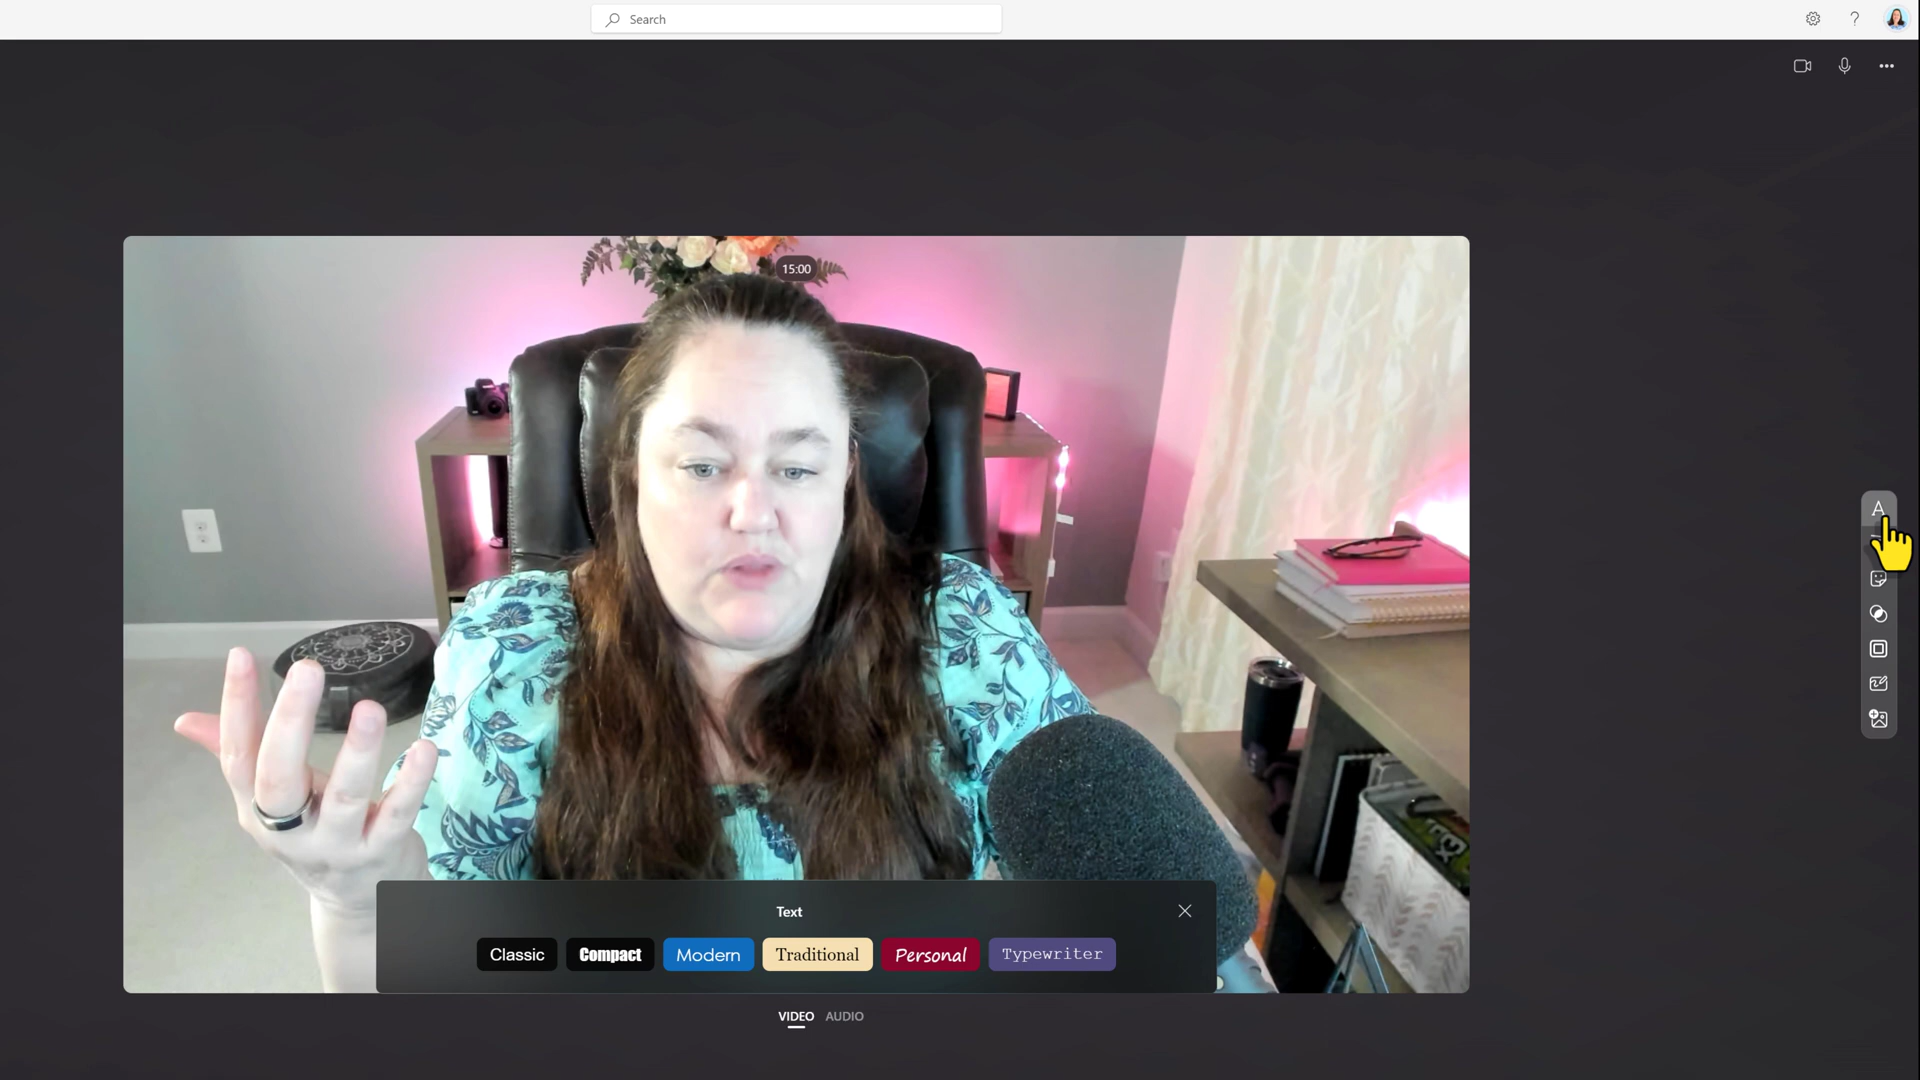 Search
15:00
Text
Classic
Compact
Modern
Traditional
Personal
Typewriter
VIDEO
AUDIO